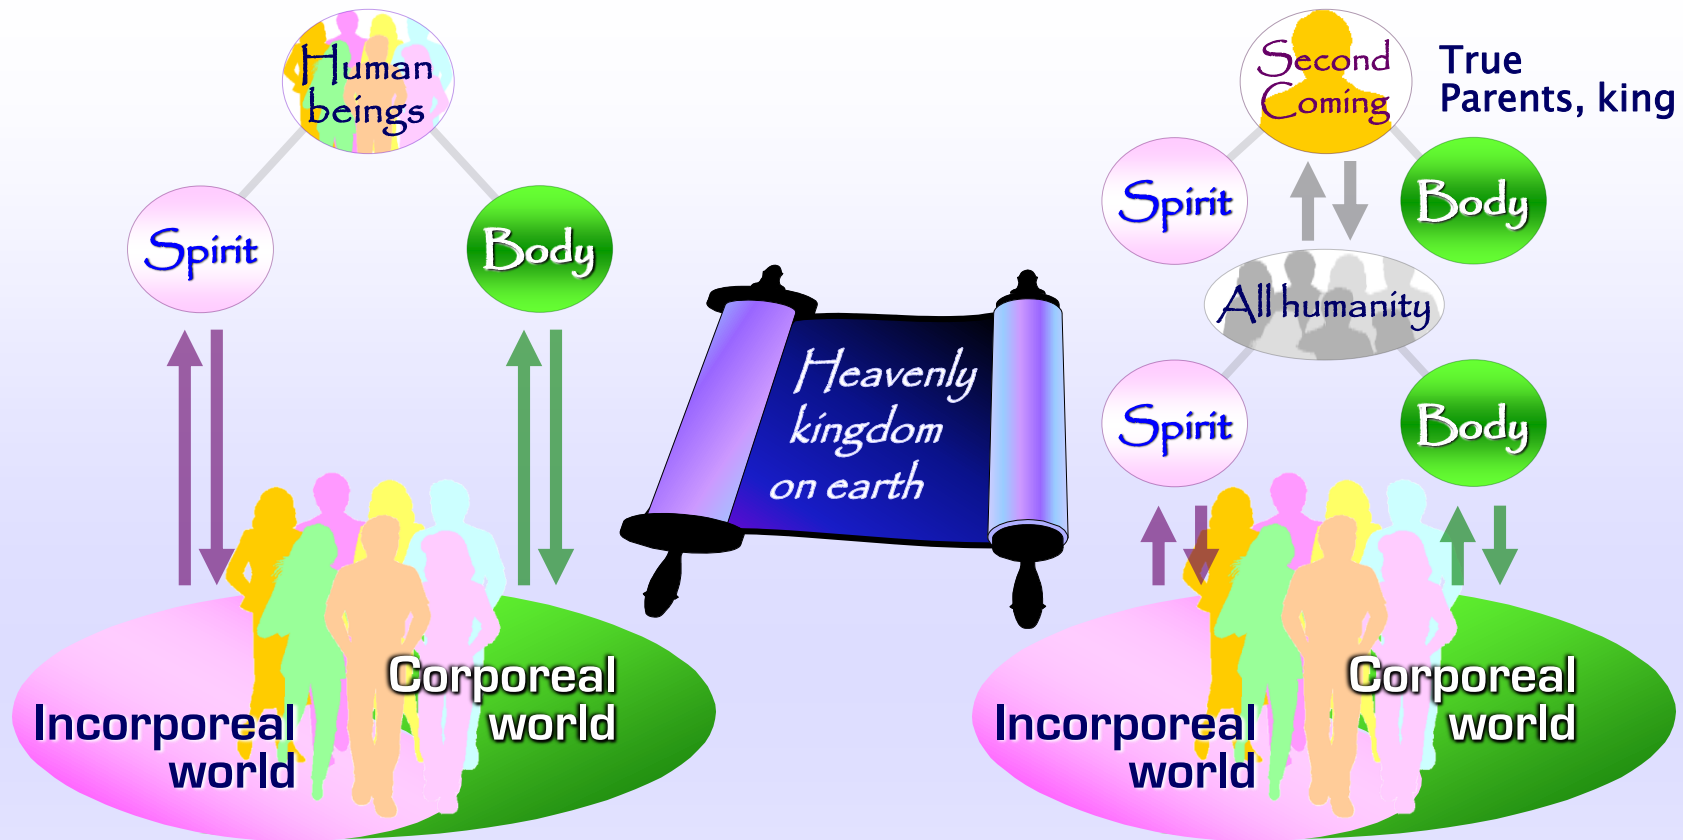 Human
beings
Spirit
Body
Incorporeal
world
Corporeal
world
Heavenly
kingdom
on earth
Second
Coming
True
Parents, king
Spirit
Body
All humanity
Spirit
Body
Incorporeal
world
Corporeal
world